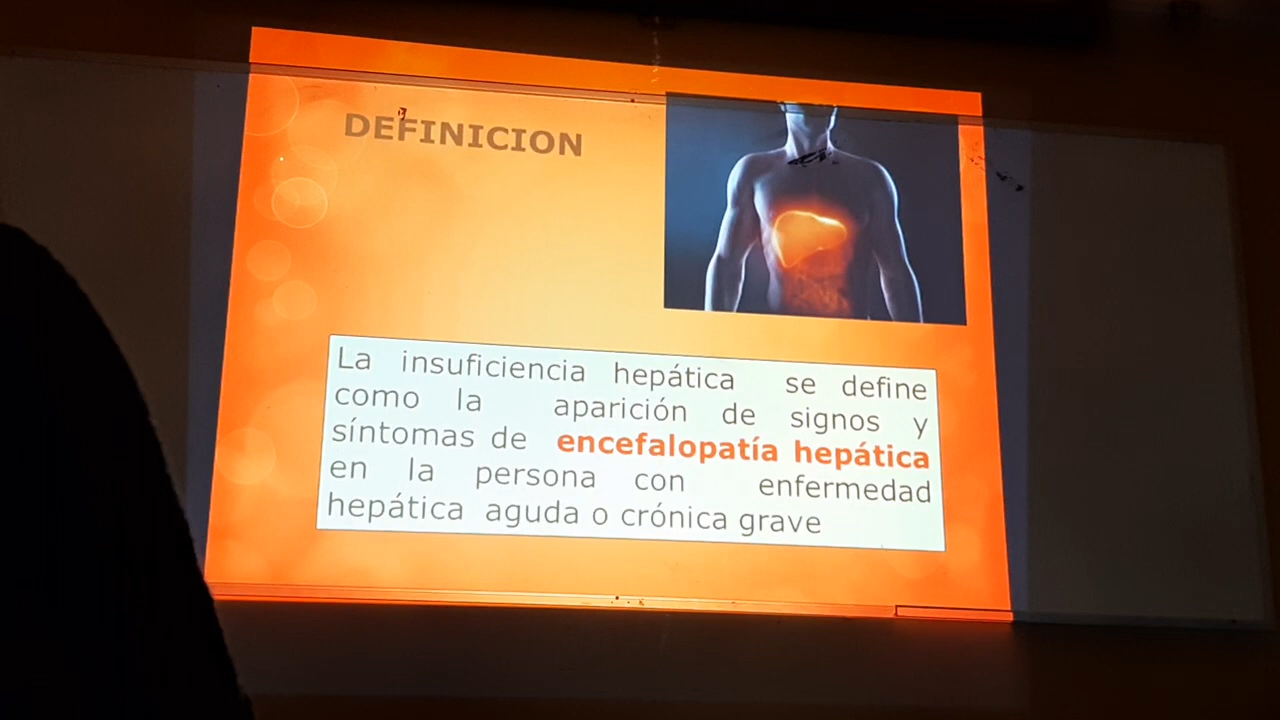 DEFINICION
La insuficiencia hepática se define
como la aparición de signos y
síntomas de encefalopatía hepática
en la persona con enfermedad
hepática aguda o crónica grave